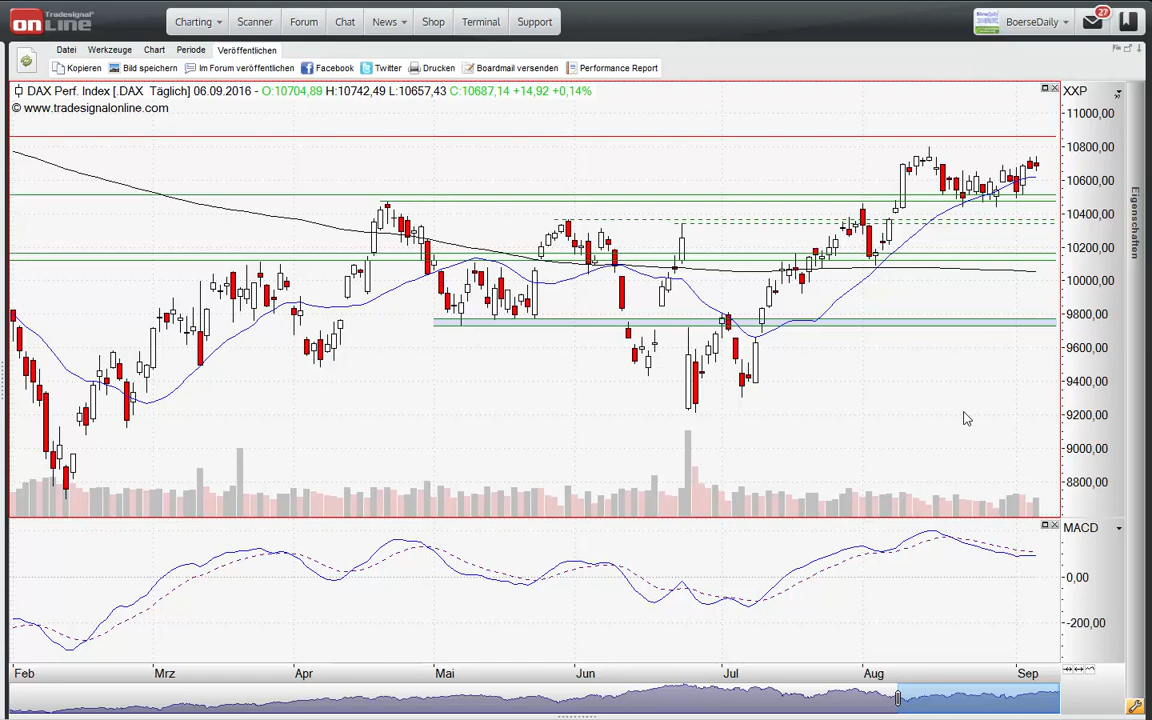 Tradesignal
onLine
Charting
Scanner
Forum
Chat
News
Shop
Terminal
Support
BoerseDaily
27
Datei
Werkzeuge
Chart
Periode
Veröffentlichen
Kopieren
Bild speichern
Im Forum veröffentlichen
Facebook
Twitter
Drucken
Boardmail versenden
Performance Report
DAX Perf. Index [.DAX Täglich] 06.09.2016 - O:10704,89 H:10742,49 L:10657,43 C:10687,14 +14,92 +0,14%
© www.tradesignalonline.com
XXP
11000,00
10800,00
10600,00
10400,00
10200,00
10000,00
9800,00
9600,00
9400,00
9200,00
9000,00
8800,00
Eigenschaften
MACD
0,00
-200,00
Feb
Mrz
Apr
Mai
Jun
Jul
Aug
Sep